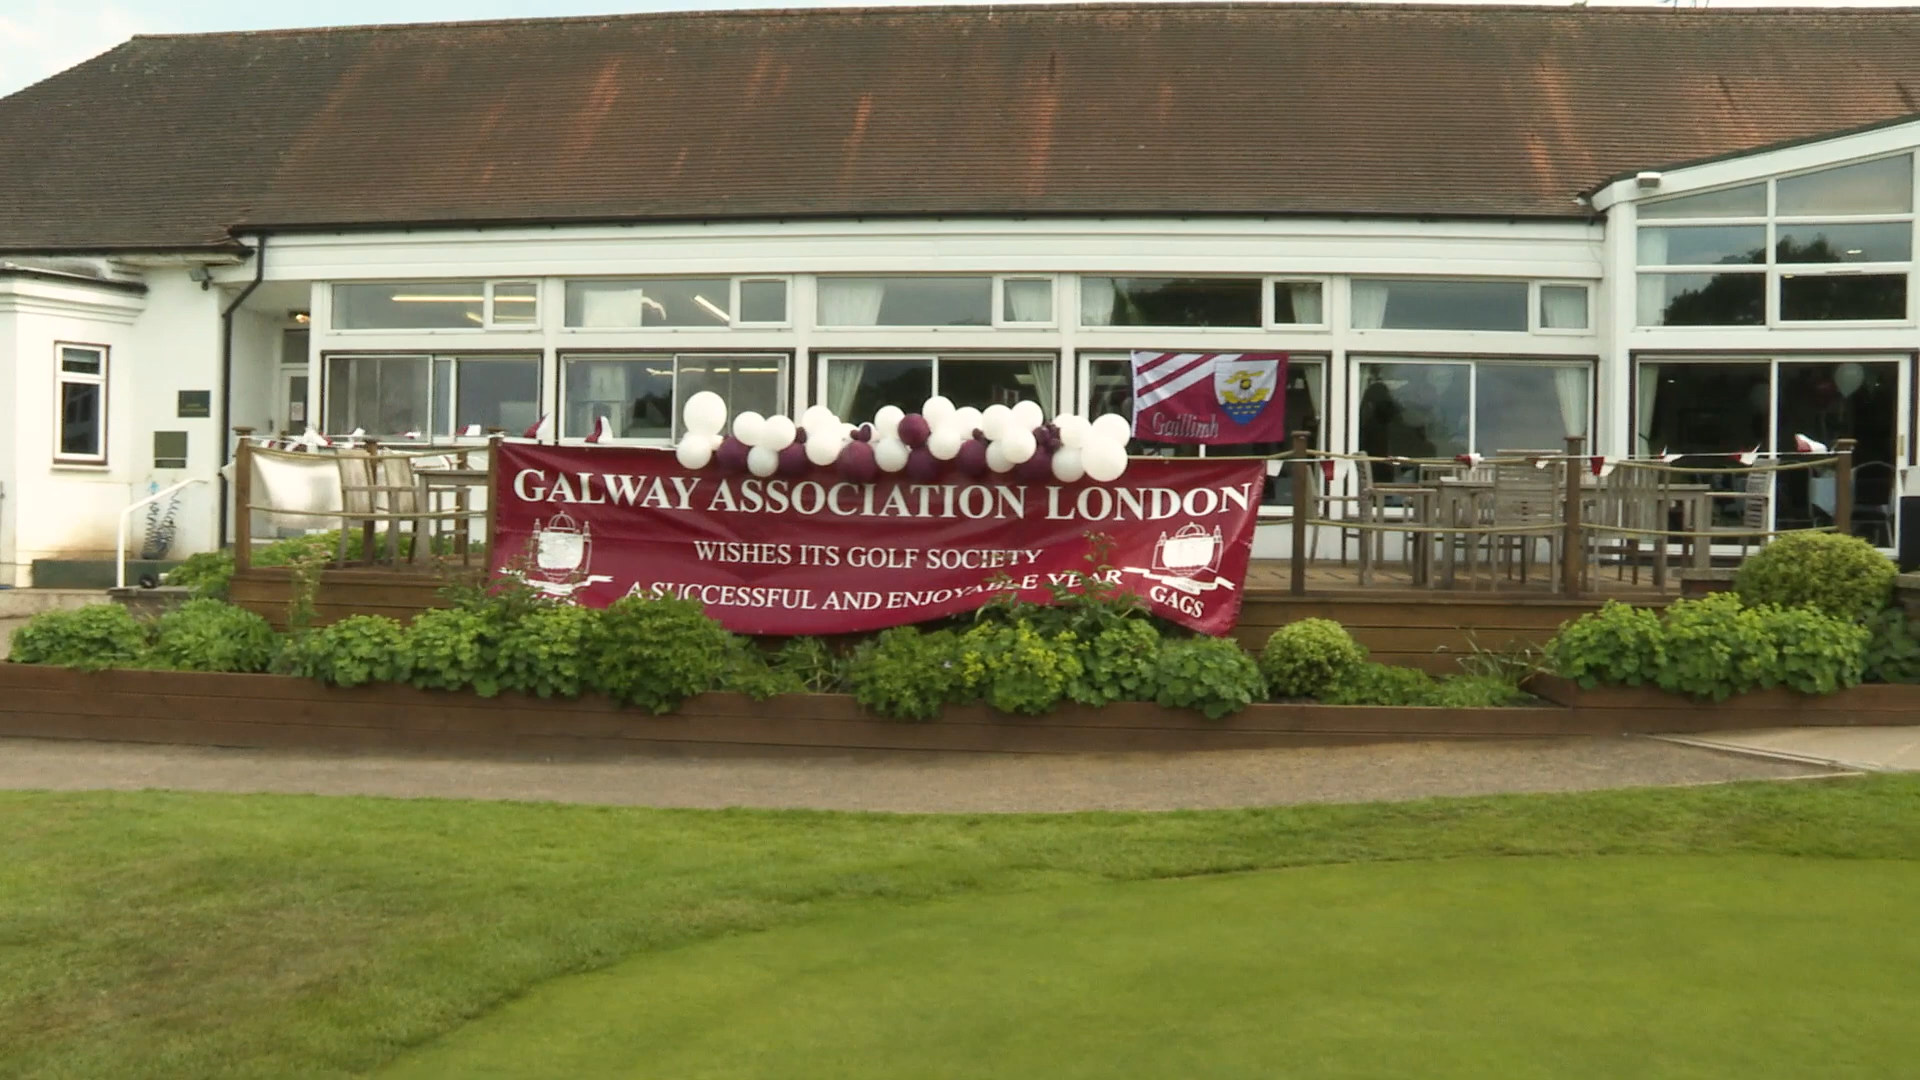 Gaillimh
GALWAY ASSOCIATION LONDON
WISHES ITS GOLF SOCIETY
A SUCCESSFUL AND ENJOYABLE YEAR
GAGS